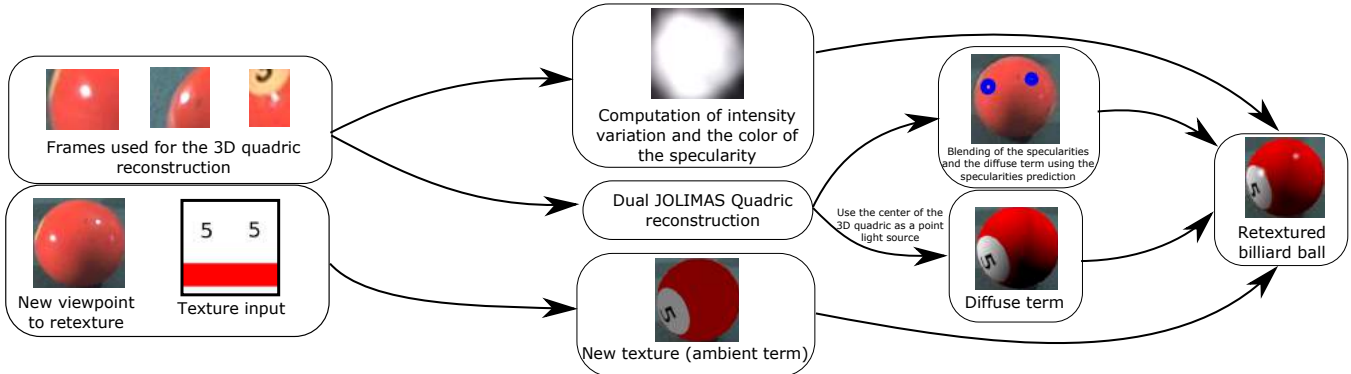 Frames used for the 3D quadric
reconstruction
New viewpoint
to retexture
5 5
Texture input
Computation of intensity
variation and the color of
the specularity
Dual JOLIMAS Quadric
reconstruction
5
New texture (ambient term)
Blending of the specularities
and the diffuse term using the
specularities prediction
Use the center of the
3D quadric as a point
light source
5
Diffuse term
5
Retextured
billiard ball